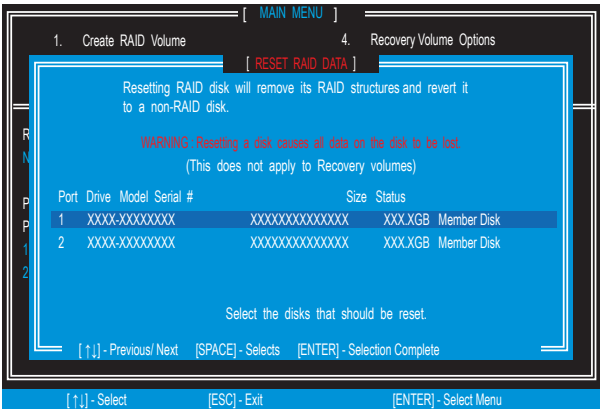 [ MAIN MENU ]
1. Create RAID Volume 4. Recovery Volume Options
[ RESET RAID DATA ]
Resetting RAID disk will remove its RAID structures and revert it
to a non-RAID disk.
WARNING : Resetting a disk causes all data on the disk to be lost.
(This does not apply to Recovery volumes)
R
N
P
P
1
2
Port Drive Model Serial # Size Status
1 XXXX-XXXXXXXX XXXXXXXXXXXXXX XXX.XGB Member Disk
2 XXXX-XXXXXXXX XXXXXXXXXXXXXX XXX.XGB Member Disk
Select the disks that should be reset.
[ ↑↓] - Previous/ Next [SPACE] - Selects [ENTER] - Selection Complete
[ ↑↓] - Select [ESC] - Exit [ENTER] - Select Menu